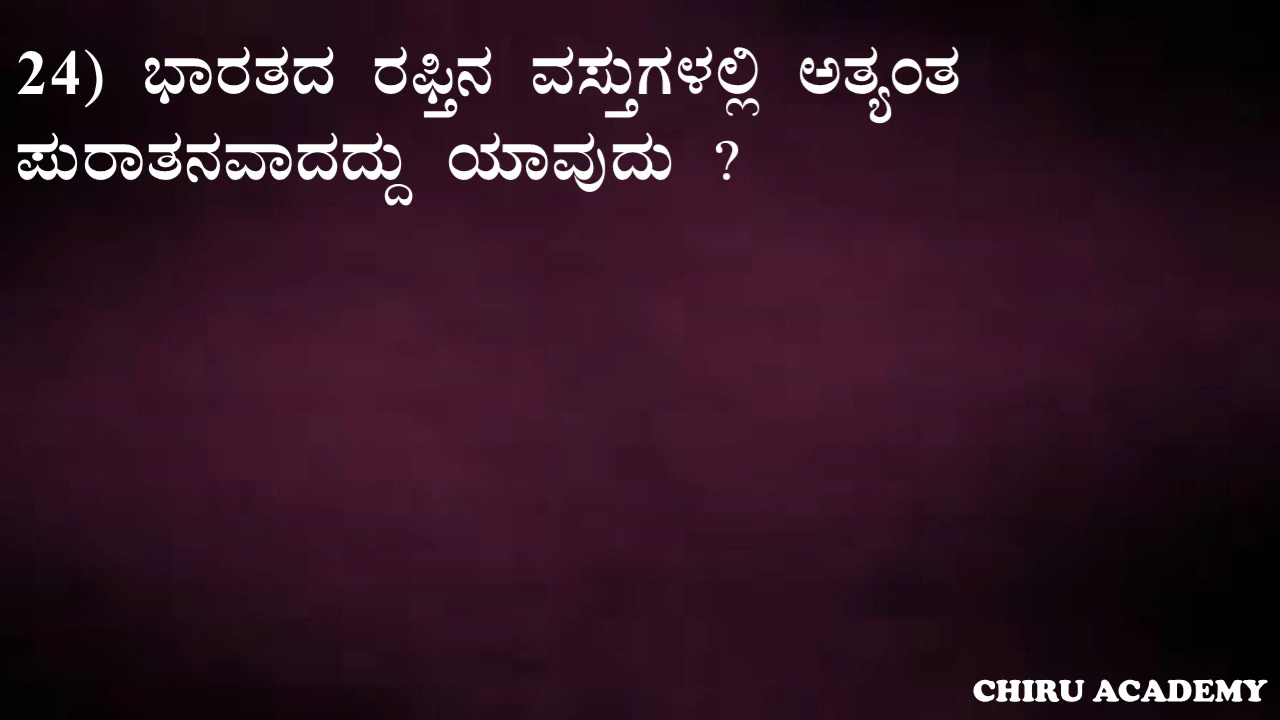 24) ಭಾರತದ ರಫ್ತಿನ ವಸ್ತುಗಳಲ್ಲಿ ಅತ್ಯಂತ
ಪುರಾತನವಾದದ್ದು ಯಾವುದು ?
CHIRU ACADEMY